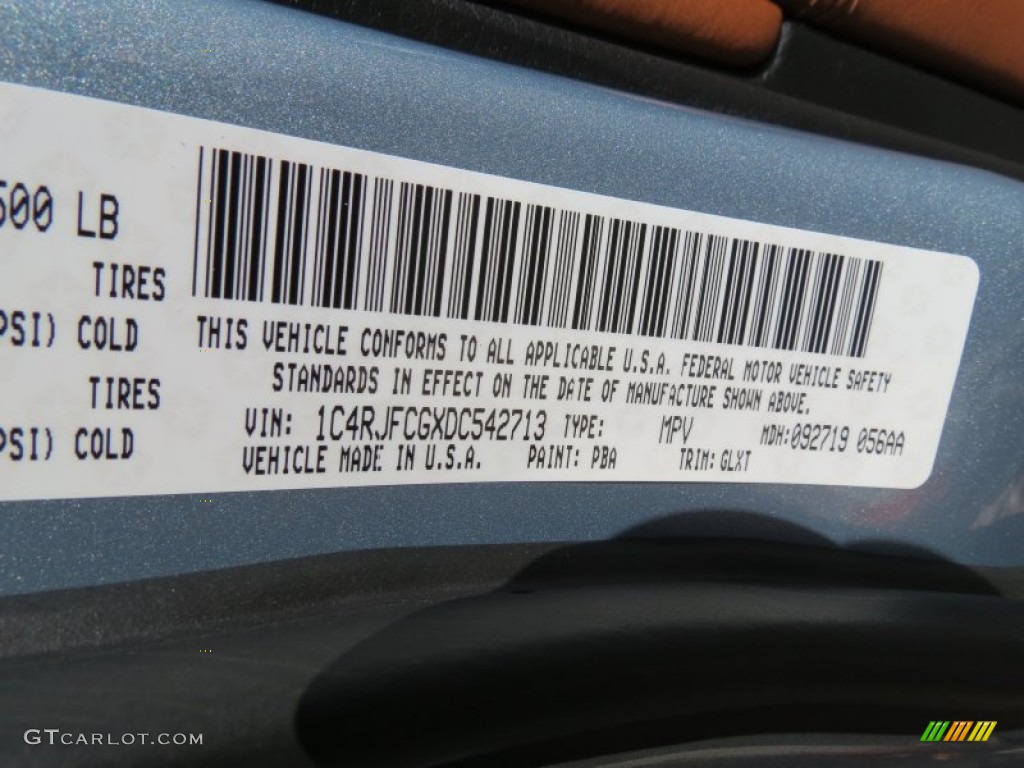 500 LB
TIRES
PSI) COLD
TIRES
PSI) COLD
THIS VEHICLE CONFORMS TO ALL APPLICABLE U.S.A. FEDERAL MOTOR VEHICLE SAFETY
STANDARDS IN EFFECT ON THE DATE OF MANUFACTURE SHOWN ABOVE.
VIN: 1C4RJFCGXDC542713 TYPE: MPV MDH:092719 056AA
VEHICLE MADE IN U.S.A. PAINT: PBA TRIM: GLXT
GTCARLOT.COM